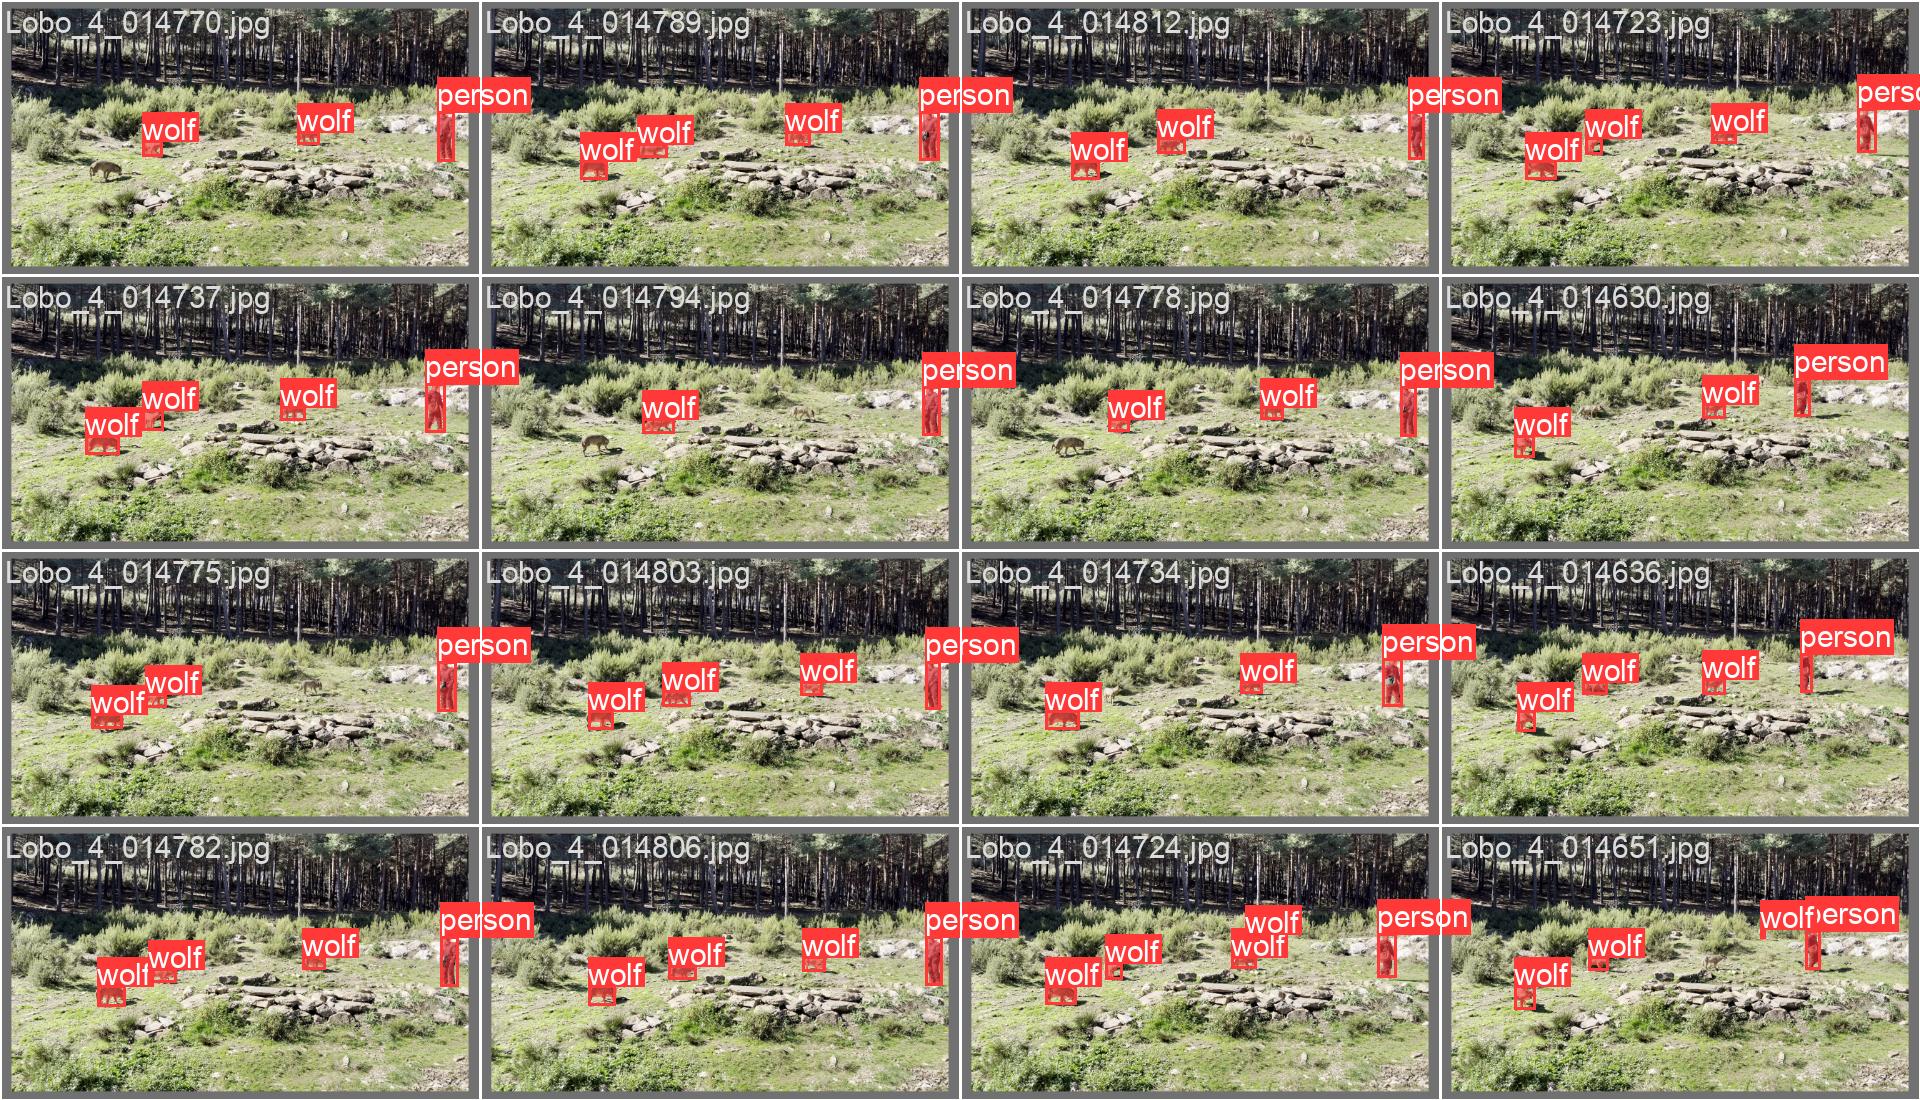 Lobo_4_014770.jpg
person
wolf
wolf
Lobo_4_014789.jpg
person
wolf
wolf
wolf
Lobo_4_014812.jpg
person
wolf
wolf
Lobo_4_014723.jpg
perso
wolf
wolf
wolf
Lobo_4_014737.jpg
person
wolf
wolf
wolf
Lobo_4_014794.jpg
person
wolf
Lobo_4_014778.jpg
person
wolf
wolf
Lobo_4_014630.jpg
person
wolf
wolf
Lobo_4_014775.jpg
person
wolf
wolf
Lobo_4_014803.jpg
person
wolf
wolf
wolf
Lobo_4_014734.jpg
person
wolf
wolf
Lobo_4_014636.jpg
person
wolf
wolf
wolf
Lobo_4_014782.jpg
person
wolf
wolf
wolf
Lobo_4_014806.jpg
person
wolf
wolf
wolf
Lobo_4_014724.jpg
person
wolf
wolf
wolf
wolf
Lobo_4_014651.jpg
wolf
person
wolf
wolf